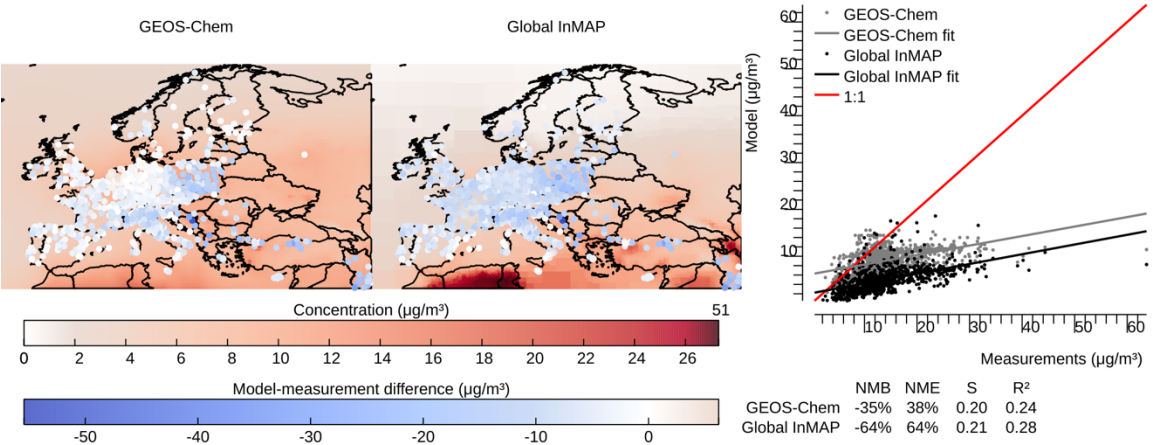 GEOS-Chem
Global InMAP
Concentration (µg/m³)
51
0 2 4 6 8 10 12 14 16 18 20 22 24 26
Model-measurement difference (µg/m³)
-50 -40 -30 -20 -10 0
Model (µg/m³)
60
50
40
30
20
10
GEOS-Chem
GEOS-Chem fit
Global InMAP
Global InMAP fit
1:1
10 20 30 40 50 60
Measurements (µg/m³)
NMB NME S R²
GEOS-Chem -35% 38% 0.20 0.24
Global InMAP -64% 64% 0.21 0.28